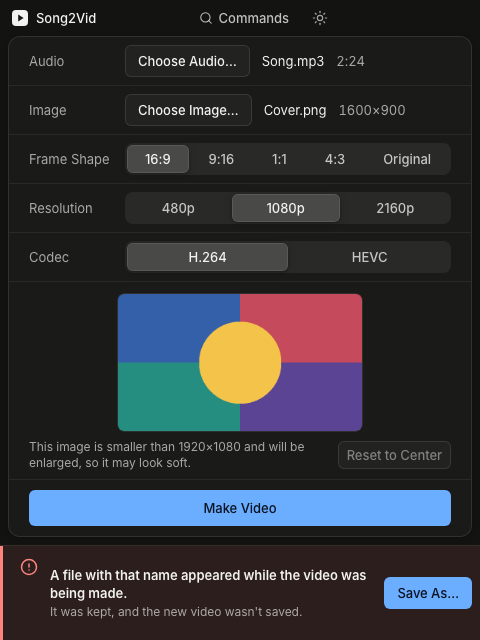 Song2Vid
Commands
Audio Choose Audio... Song.mp3 2:24
Image Choose Image... Cover.png 1600×900
Frame Shape 16:9 9:16 1:1 4:3 Original
Resolution 480p 1080p 2160p
Codec H.264 HEVC
This image is smaller than 1920×1080 and will be
enlarged, so it may look soft.
Reset to Center
Make Video
A file with that name appeared while the video was
being made.
It was kept, and the new video wasn't saved.
Save As...